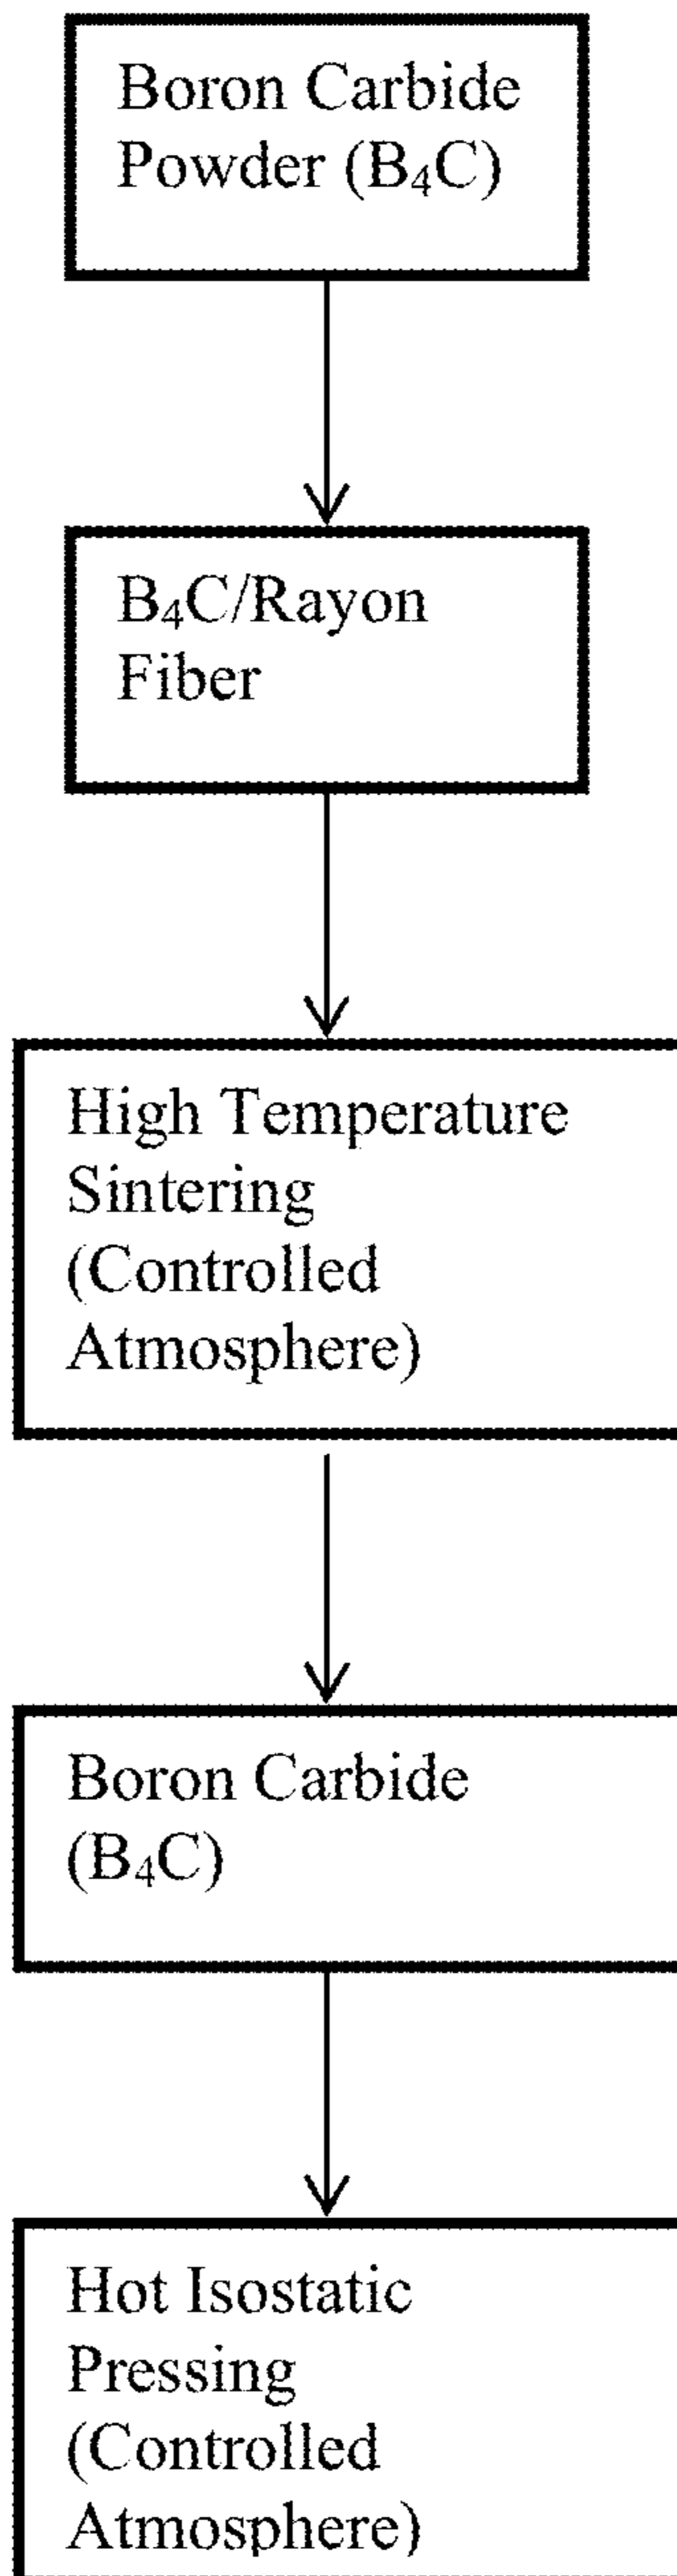 Boron Carbide
Powder (B₄C)
B₄C/Rayon
Fiber
High Temperature
Sintering
(Controlled
Atmosphere)
Boron Carbide
(B₄C)
Hot Isostatic
Pressing
(Controlled
Atmosphere)